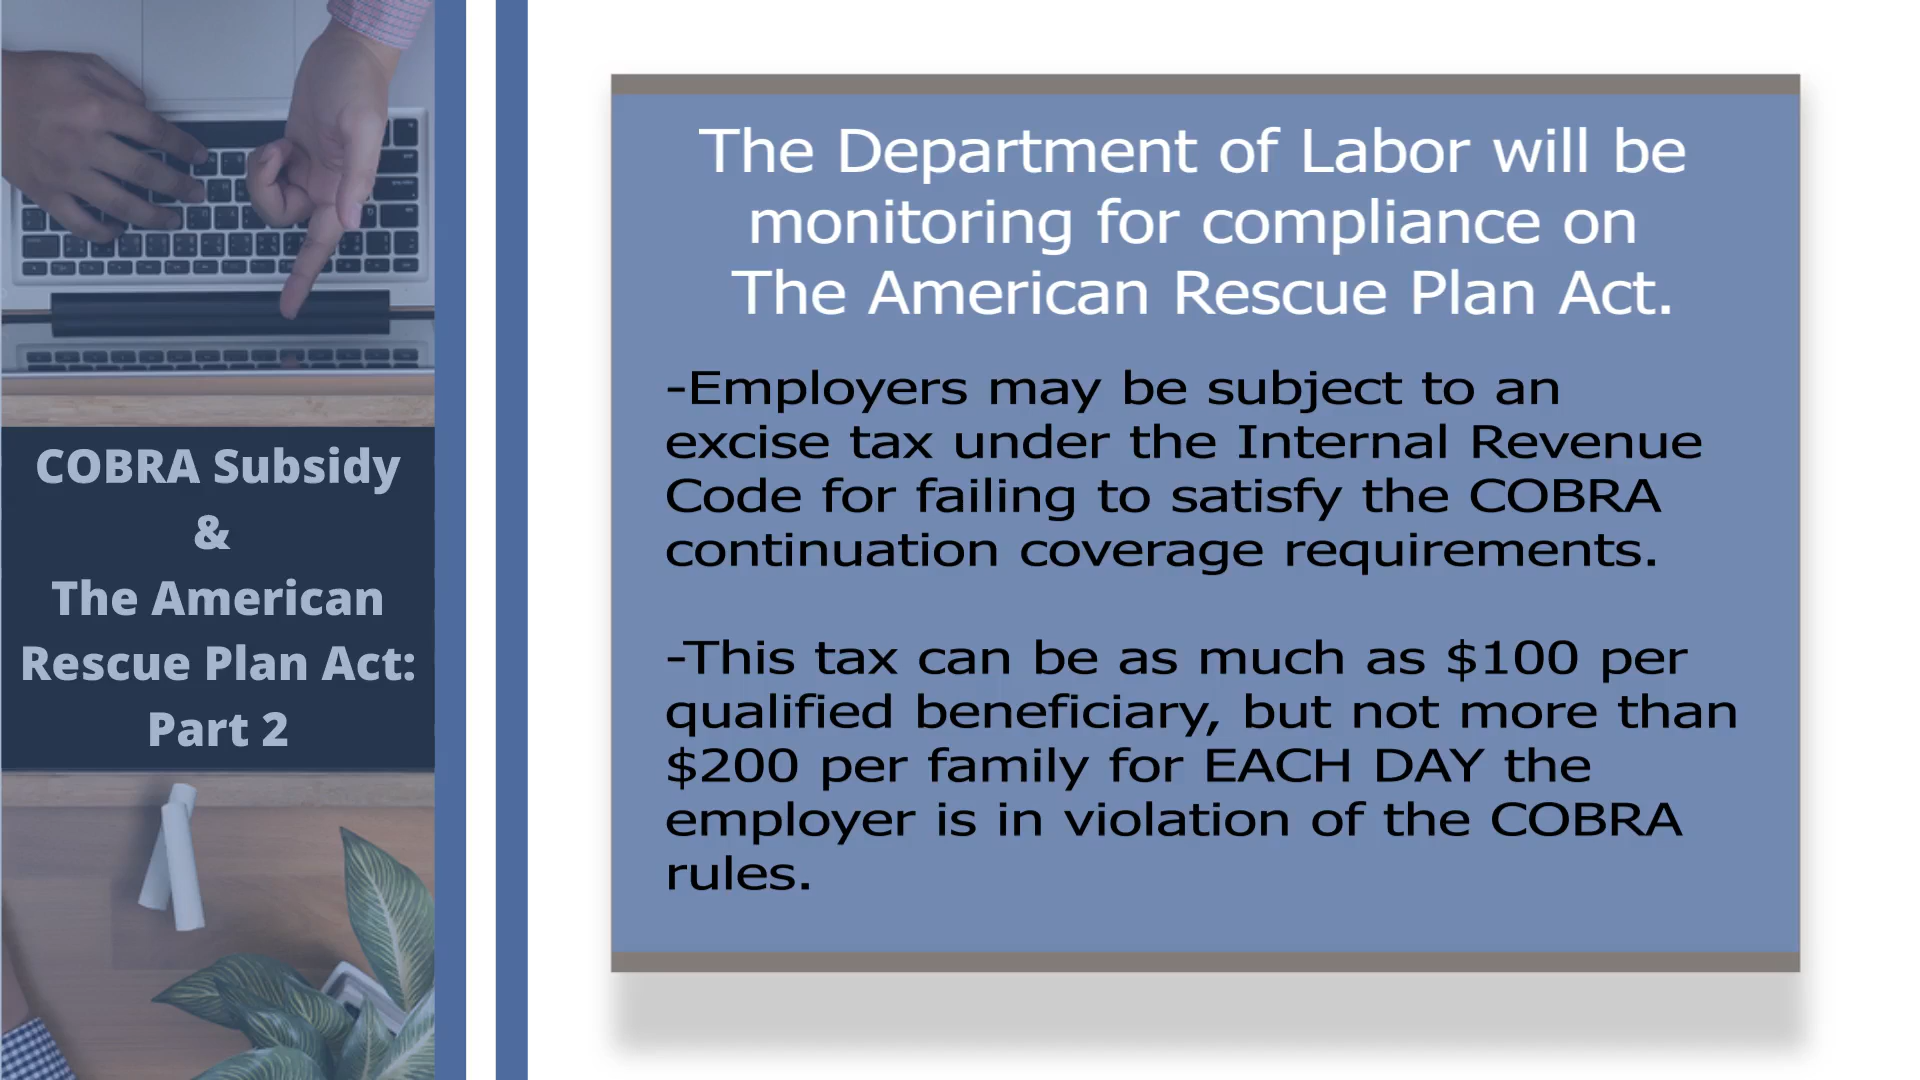 COBRA Subsidy
&
The American
Rescue Plan Act:
Part 2
The Department of Labor will be
monitoring for compliance on
The American Rescue Plan Act.
-Employers may be subject to an
excise tax under the Internal Revenue
Code for failing to satisfy the COBRA
continuation coverage requirements.
-This tax can be as much as $100 per
qualified beneficiary, but not more than
$200 per family for EACH DAY the
employer is in violation of the COBRA
rules.